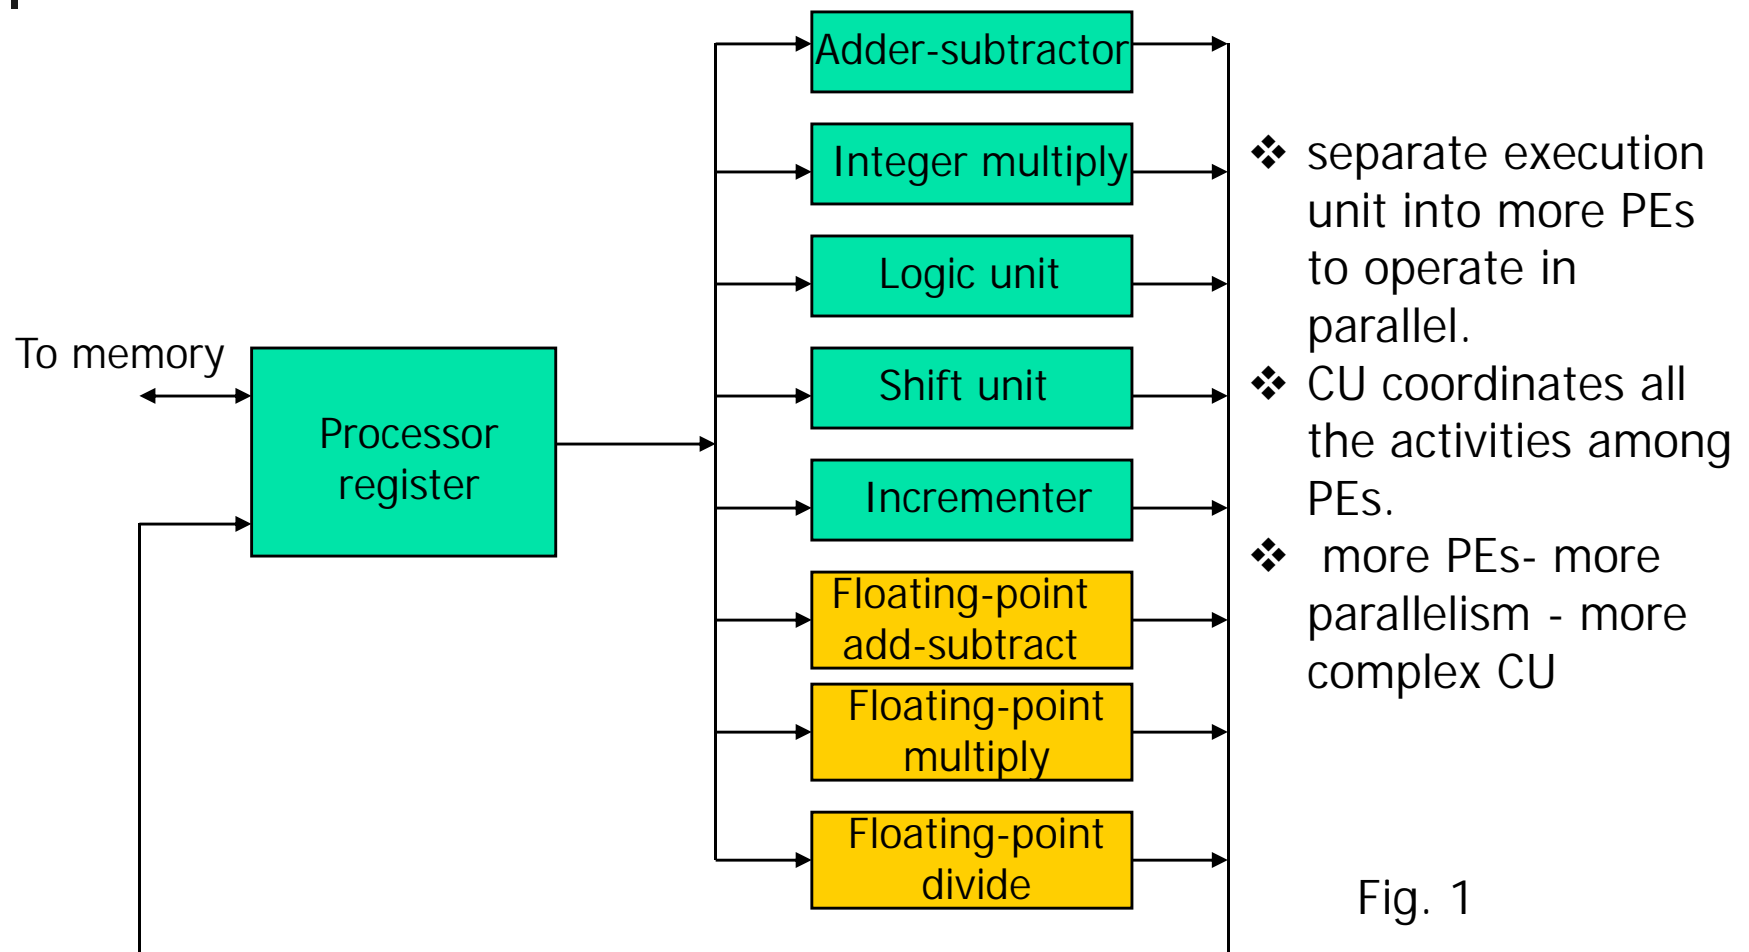 Adder-subtractor
Integer multiply
Logic unit
Shift unit
Incrementer
Floating-point
add-subtract
Floating-point
multiply
Floating-point
divide
To memory
Processor
register
❖ separate execution
unit into more PEs
to operate in
parallel.
❖ CU coordinates all
the activities among
PEs.
❖ more PEs- more
parallelism - more
complex CU
Fig. 1